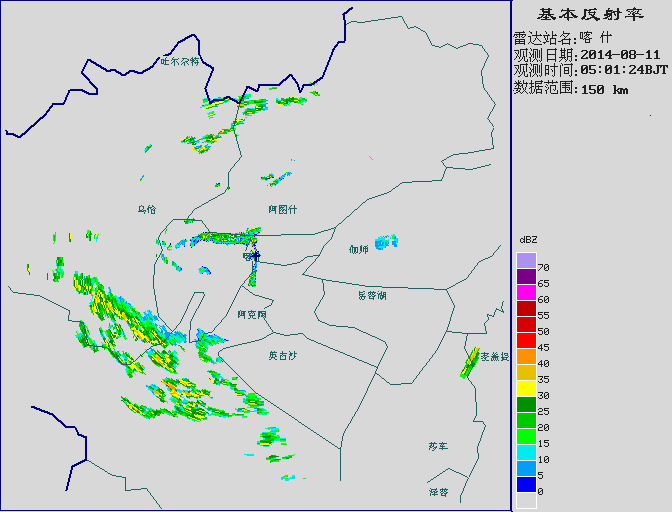 基本反射率
雷达站名:喀 什
观测日期:2014-08-11
观测时间:05:01:24BJT
数据范围:150 km
吐尔尕特
乌恰
阿图什
伽师
喀
岳普湖
阿克陶
英吉沙
麦盖提
莎车
泽普
dBZ
70
65
60
55
50
45
40
35
30
25
20
15
10
5
0